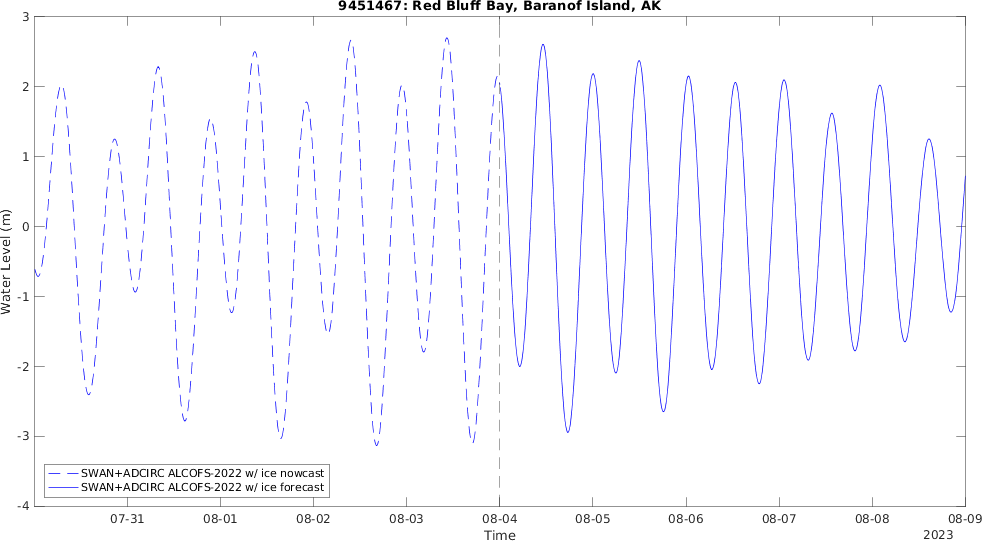 9451467: Red Bluff Bay, Baranof Island, AK
3
2
1
0
-1
-2
-3
-4
Water Level (m)
SWAN+ADCIRC ALCOFS-2022 w/ ice nowcast
SWAN+ADCIRC ALCOFS-2022 w/ ice forecast
07-31 08-01 08-02 08-03 08-04 08-05 08-06 08-07 08-08 08-09
Time
2023